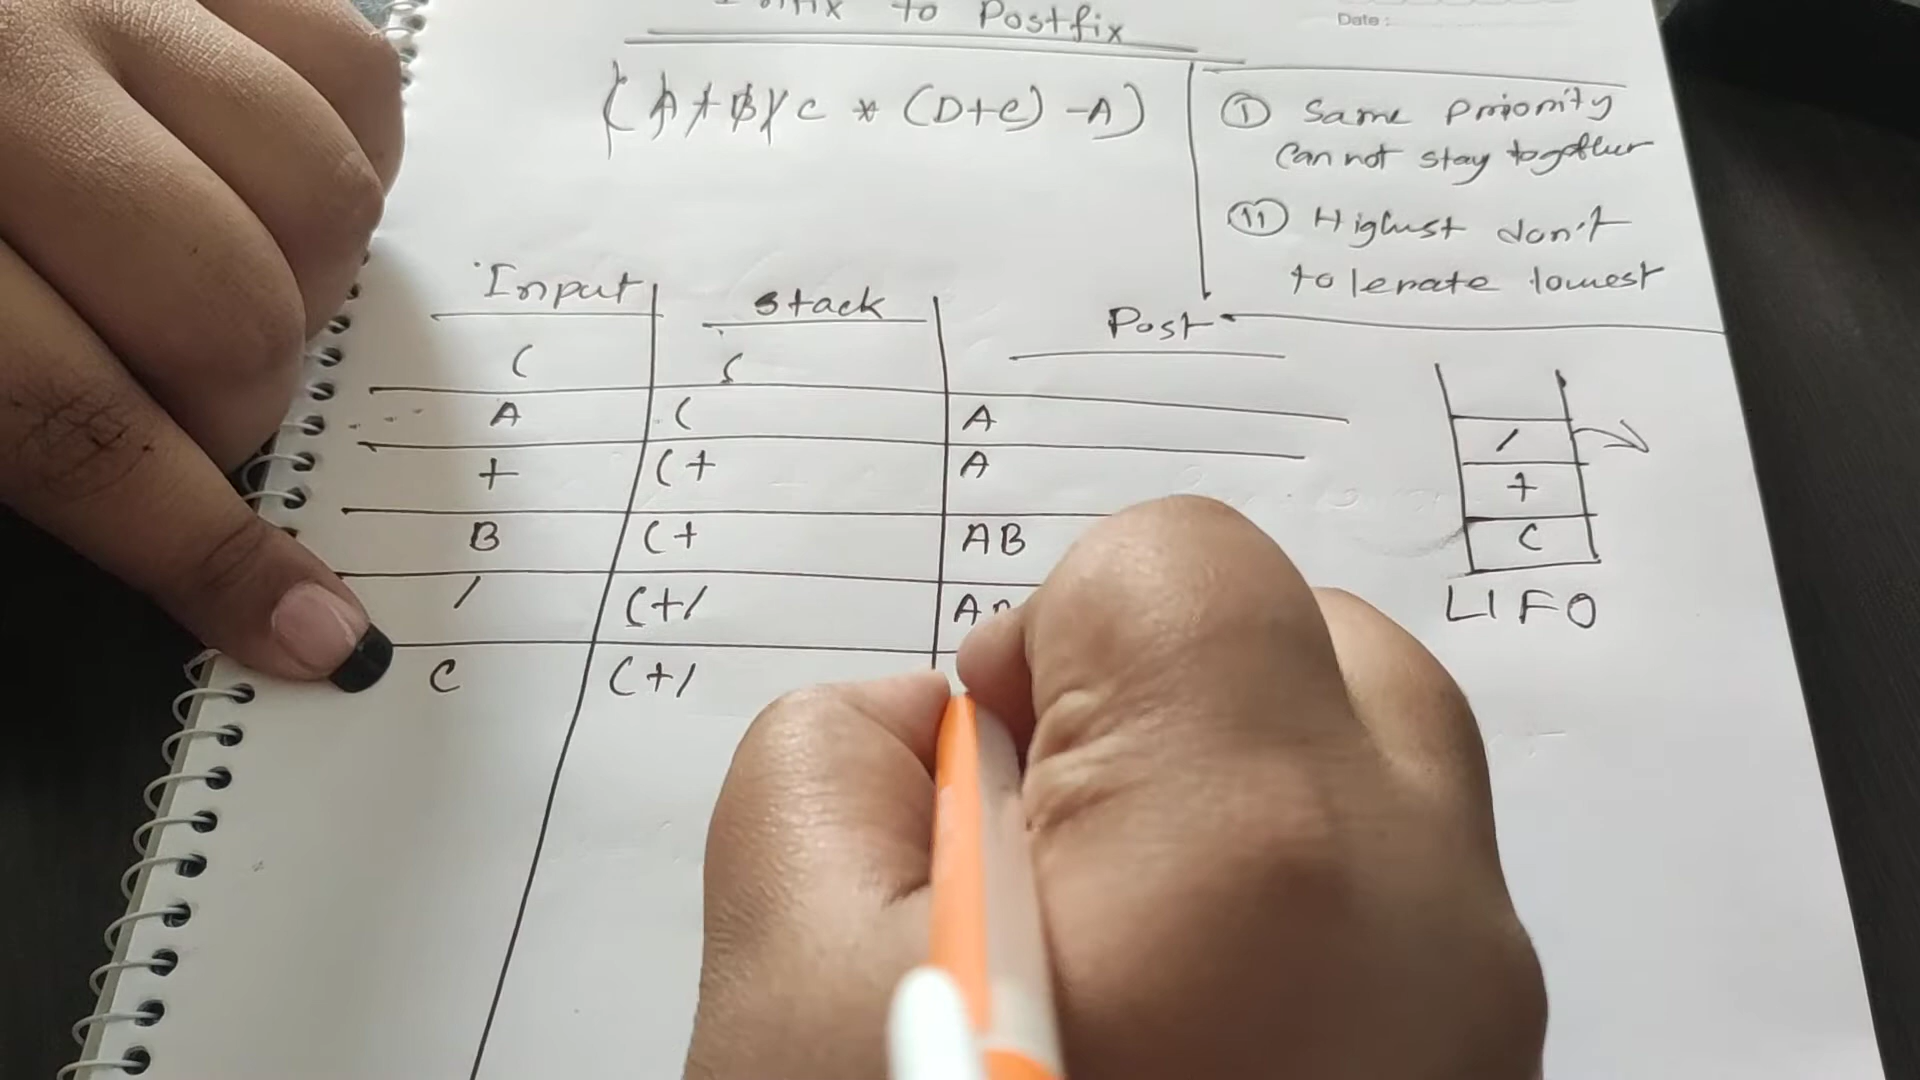 to Postfix
Date :
(A+B/C * (D+C) -A)
① Same priority
Can not stay together
⑪ Highest don't
tolerate lowest
Input Stack Post
( (
A ( A
+ (+ A
B (+ AB
/ (+/ A
C (+/
/
+
(
LIFO